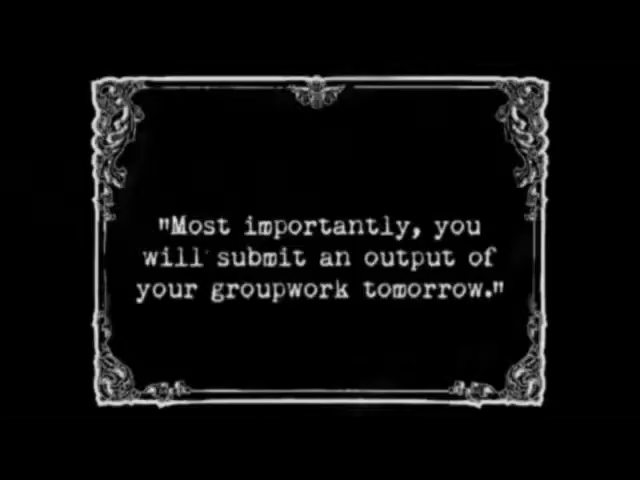 "Most importantly, you
will submit an output of
your groupwork tomorrow."